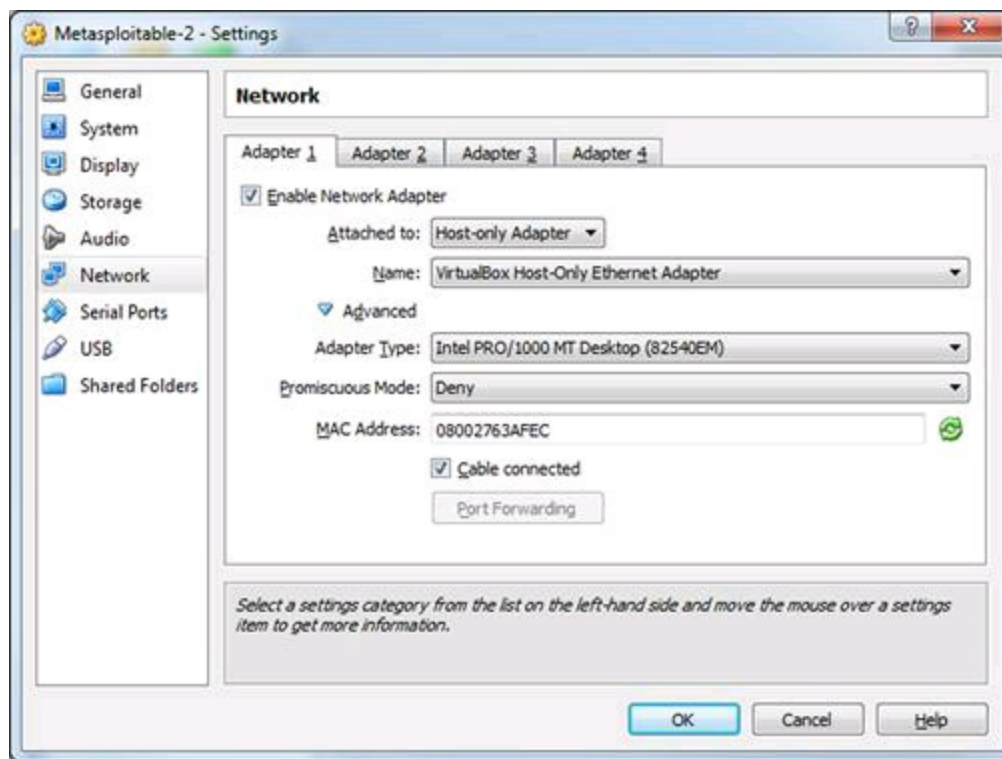 Metasploitable-2 - Settings
General
System
Display
Storage
Audio
Network
Serial Ports
USB
Shared Folders
Network
Adapter 1
Adapter 2
Adapter 3
Adapter 4
Enable Network Adapter
Attached to: Host-only Adapter
Name: VirtualBox Host-Only Ethernet Adapter
Advanced
Adapter Type: Intel PRO/1000 MT Desktop (82540EM)
Promiscuous Mode: Deny
MAC Address: 08002763AFEC
Cable connected
Port Forwarding
Select a settings category from the list on the left-hand side and move the mouse over a settings
item to get more information.
OK
Cancel
Help